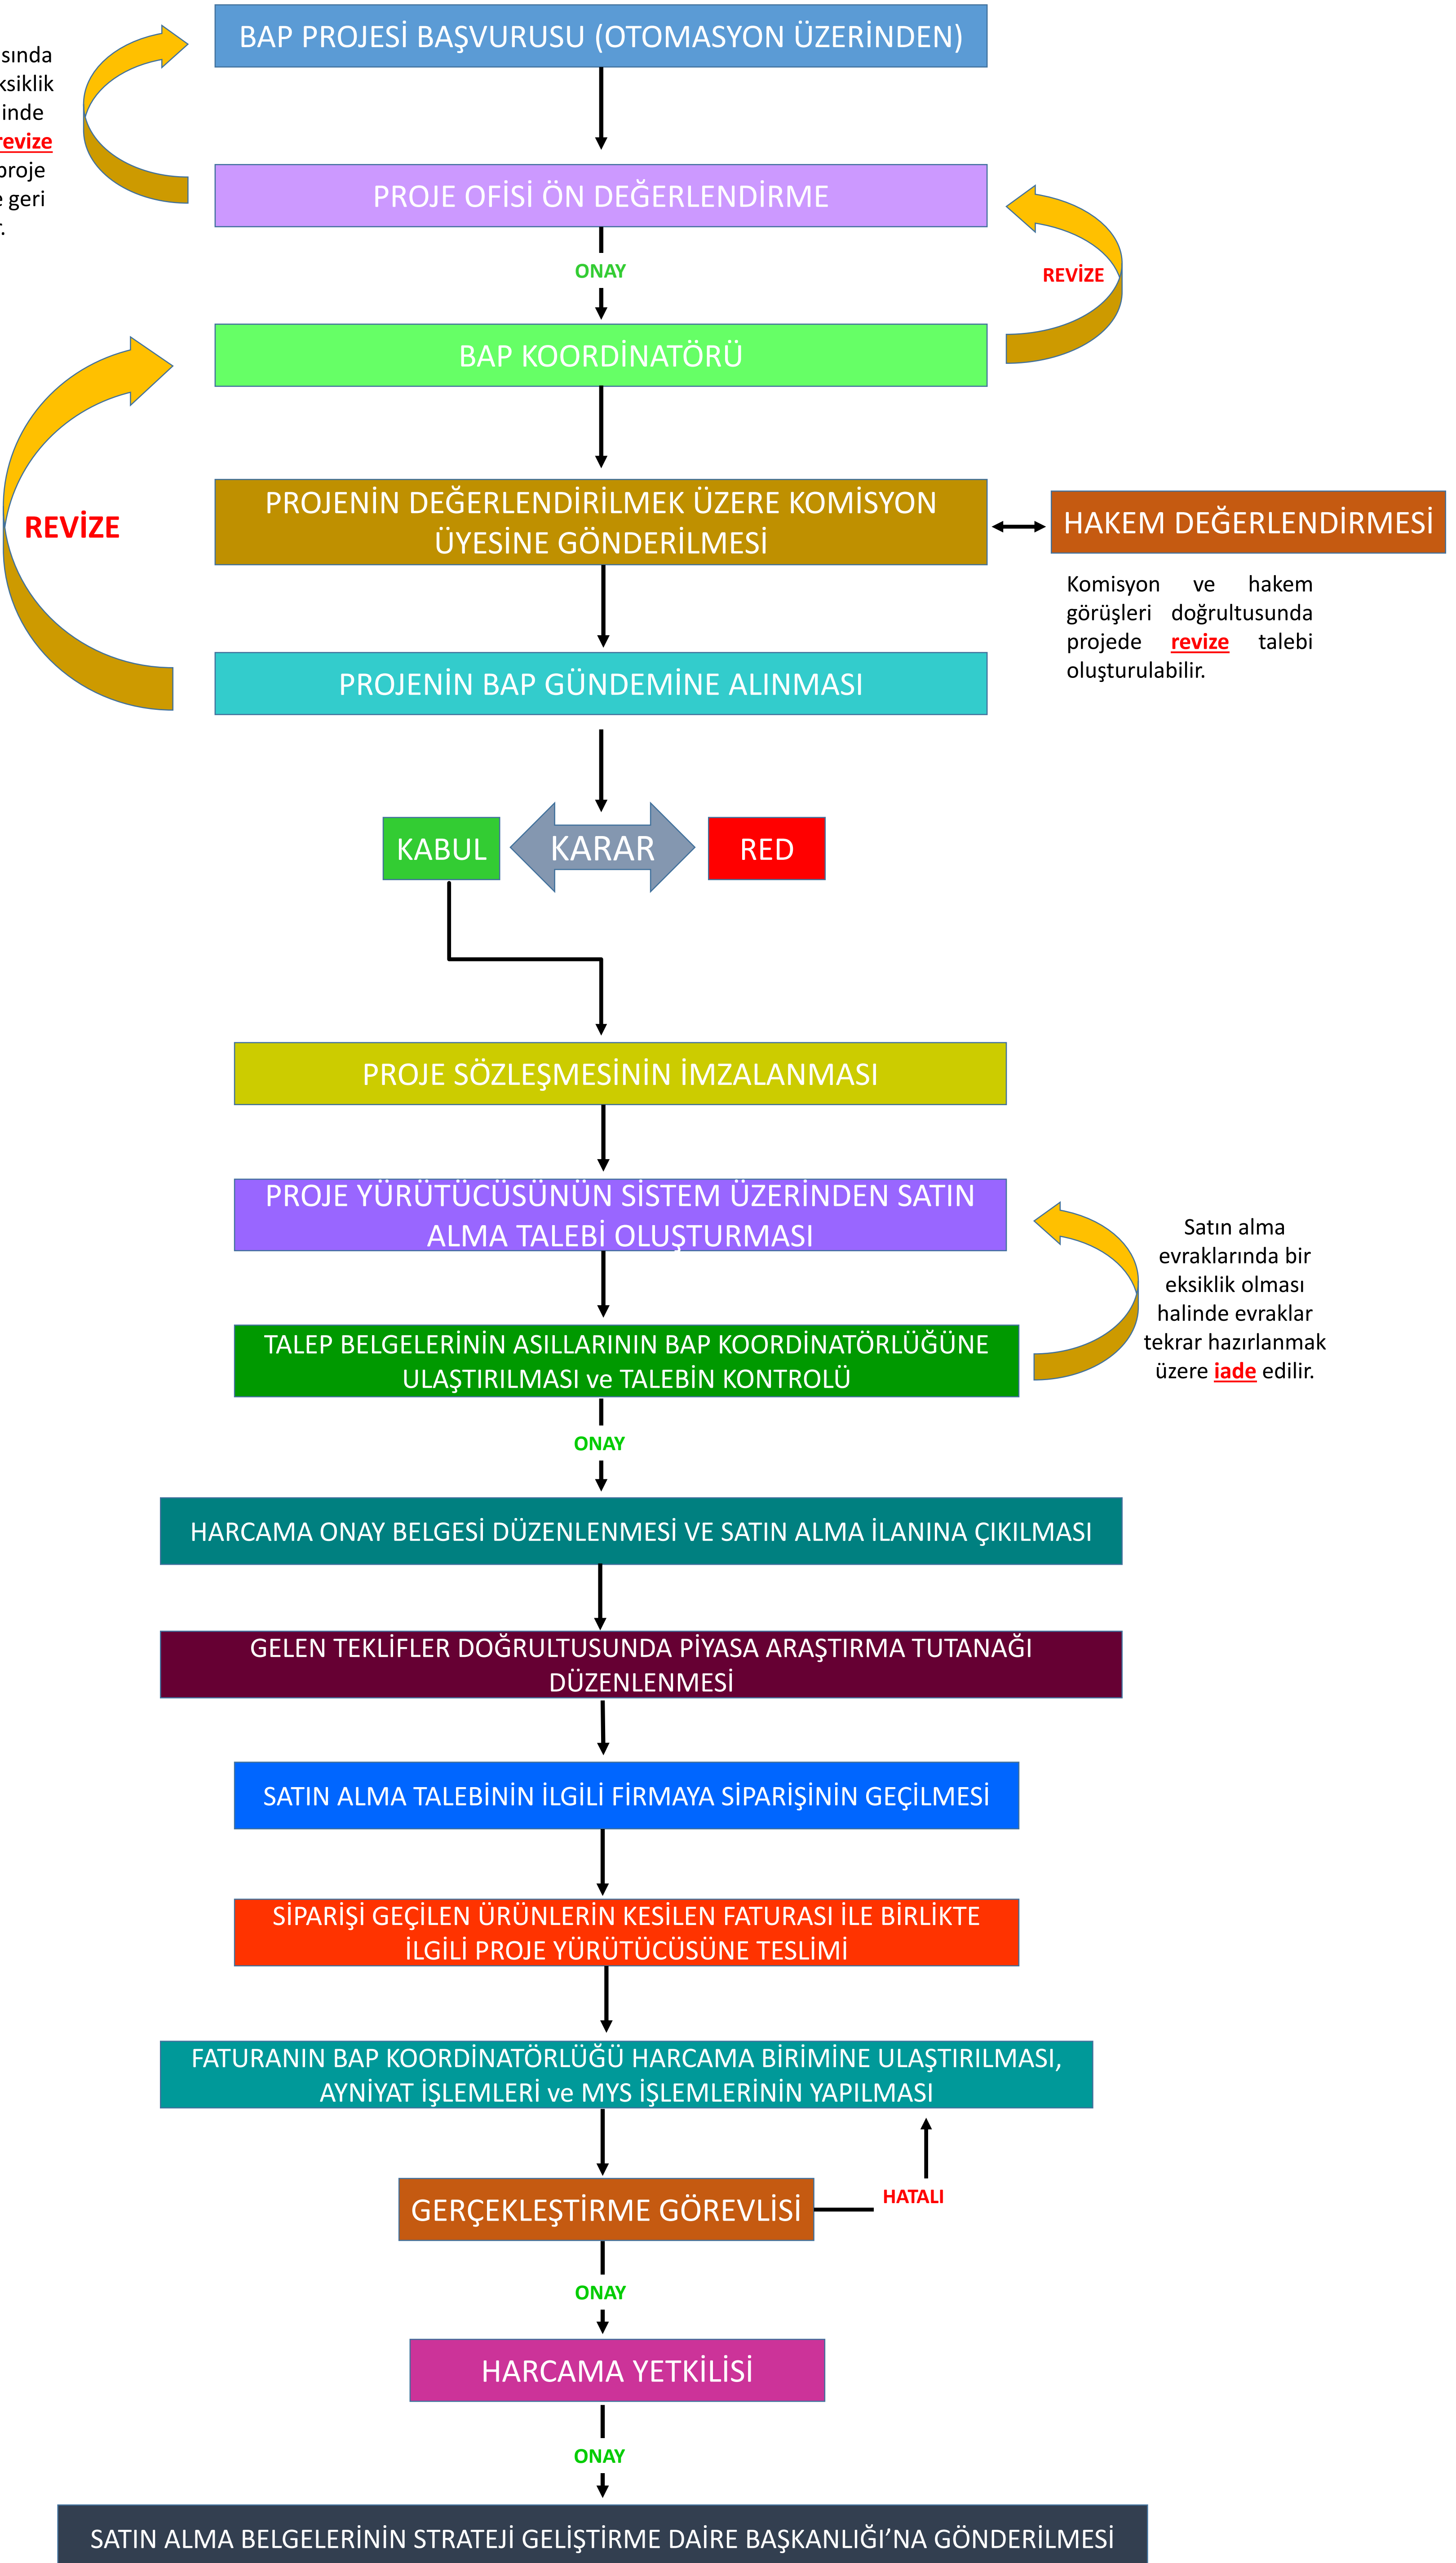 BAP PROJESİ BAŞVURUSU (OTOMASYON ÜZERİNDEN)
revize
proje
geri
PROJE OFİSİ ÖN DEĞERLENDİRME
ONAY
REVİZE
BAP KOORDİNATÖRÜ
PROJENİN DEĞERLENDİRİLMEK ÜZERE KOMİSYON
ÜYESİNE GÖNDERİLMESİ
HAKEM DEĞERLENDİRMESİ
REVİZE
Komisyon ve hakem
görüşleri doğrultusunda
projede revize talebi
oluşturulabilir.
PROJENİN BAP GÜNDEMİNE ALINMASI
KABUL KARAR RED
PROJE SÖZLEŞMESİNİN İMZALANMASI
PROJE YÜRÜTÜCÜSÜNÜN SİSTEM ÜZERİNDEN SATIN
ALMA TALEBİ OLUŞTURMASI
Satın alma
evraklarında bir
eksiklik olması
halinde evraklar
tekrar hazırlanmak
üzere iade edilir.
TALEP BELGELERİNİN ASILLARININ BAP KOORDİNATÖRLÜĞÜNE
ULAŞTIRILMASI ve TALEBİN KONTROLÜ
ONAY
HARCAMA ONAY BELGESİ DÜZENLENMESİ VE SATIN ALMA İLANINA ÇIKILMASI
GELEN TEKLİFLER DOĞRULTUSUNDA PİYASA ARAŞTIRMA TUTANAĞI
DÜZENLENMESİ
SATIN ALMA TALEBİNİN İLGİLİ FİRMAYA SİPARİŞİNİN GEÇİLMESİ
SİPARİŞİ GEÇİLEN ÜRÜNLERİN KESİLEN FATURASI İLE BİRLİKTE
İLGİLİ PROJE YÜRÜTÜCÜSÜNE TESLİMİ
FATURANIN BAP KOORDİNATÖRLÜĞÜ HARCAMA BİRİMİNE ULAŞTIRILMASI,
AYNİYAT İŞLEMLERİ ve MYS İŞLEMLERİNİN YAPILMASI
HATALI
GERÇEKLEŞTİRME GÖREVLİSİ
ONAY
HARCAMA YETKİLİSİ
ONAY
SATIN ALMA BELGELERİNİN STRATEJİ GELİŞTİRME DAİRE BAŞKANLIĞI’NA GÖNDERİLMESİ